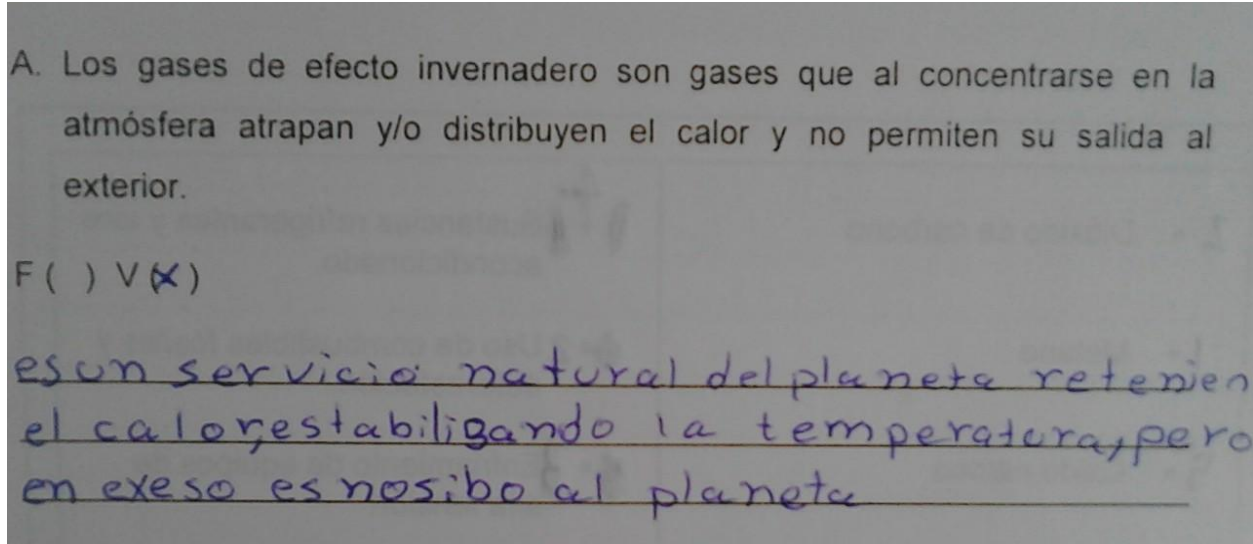 A. Los gases de efecto invernadero son gases que al concentrarse en la
atmósfera atrapan y/o distribuyen el calor y no permiten su salida al
exterior.
F ( ) V(X)
es un servicio natural del planeta retenien
el calor, estabiligando la temperatura, pero
en exeso es nosibo al planeta